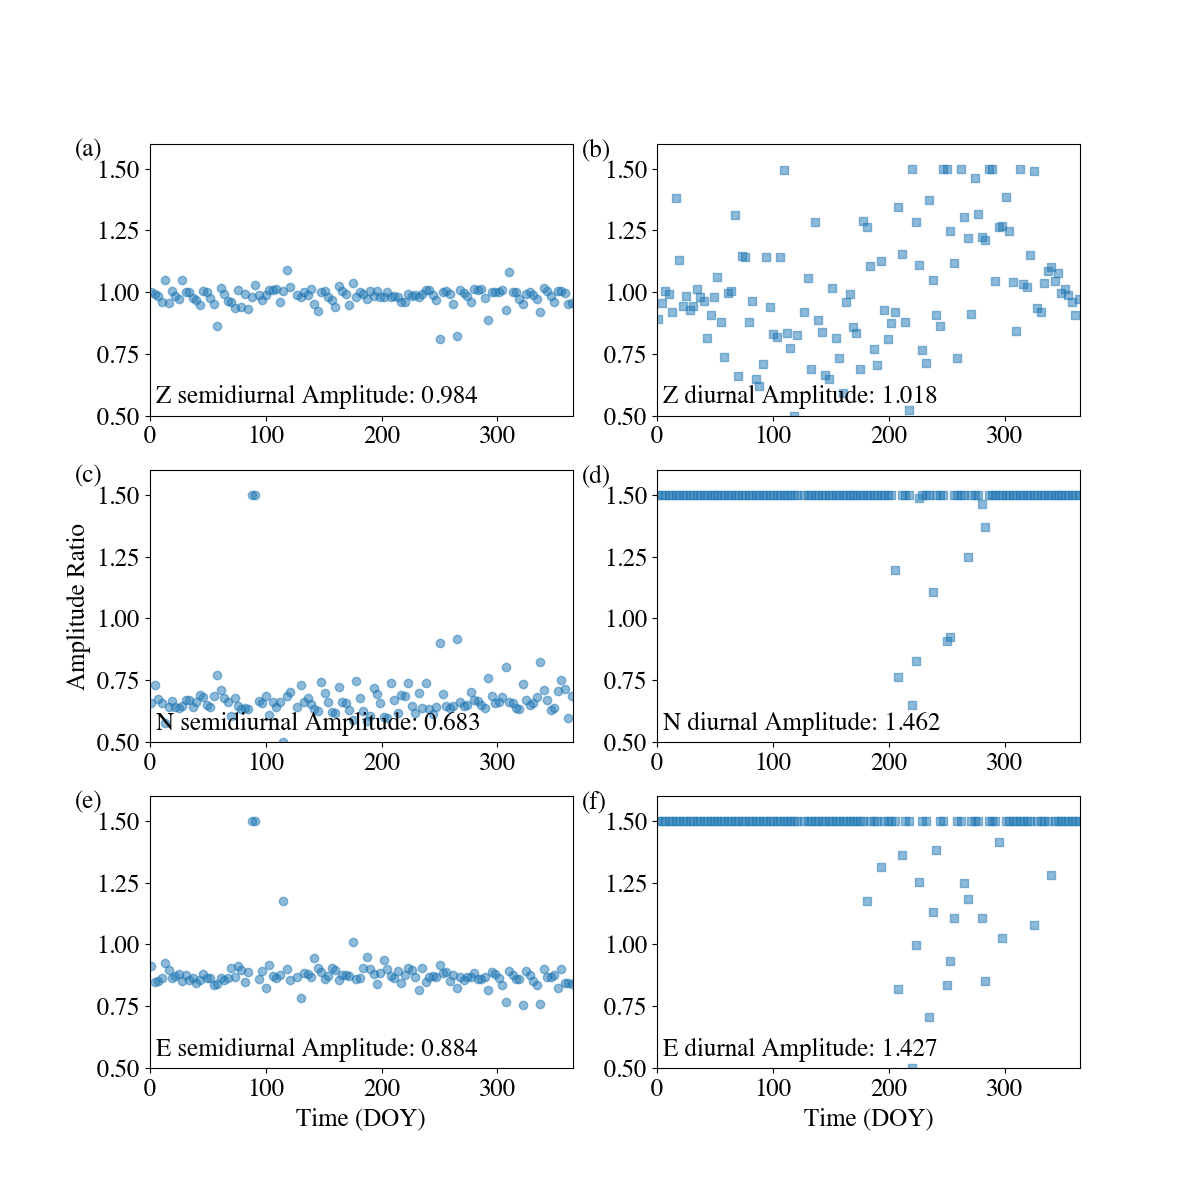 (a)
1.50
1.25
1.00
0.75
0.50
Z semidiurnal Amplitude: 0.984
0 100 200 300
(b)
1.50
1.25
1.00
0.75
0.50
Z diurnal Amplitude: 1.018
0 100 200 300
Amplitude Ratio
(c)
1.50
1.25
1.00
0.75
0.50
N semidiurnal Amplitude: 0.683
0 100 200 300
(d)
1.50
1.25
1.00
0.75
0.50
N diurnal Amplitude: 1.462
0 100 200 300
(e)
1.50
1.25
1.00
0.75
0.50
E semidiurnal Amplitude: 0.884
0 100 200 300
Time (DOY)
(f)
1.50
1.25
1.00
0.75
0.50
E diurnal Amplitude: 1.427
0 100 200 300
Time (DOY)